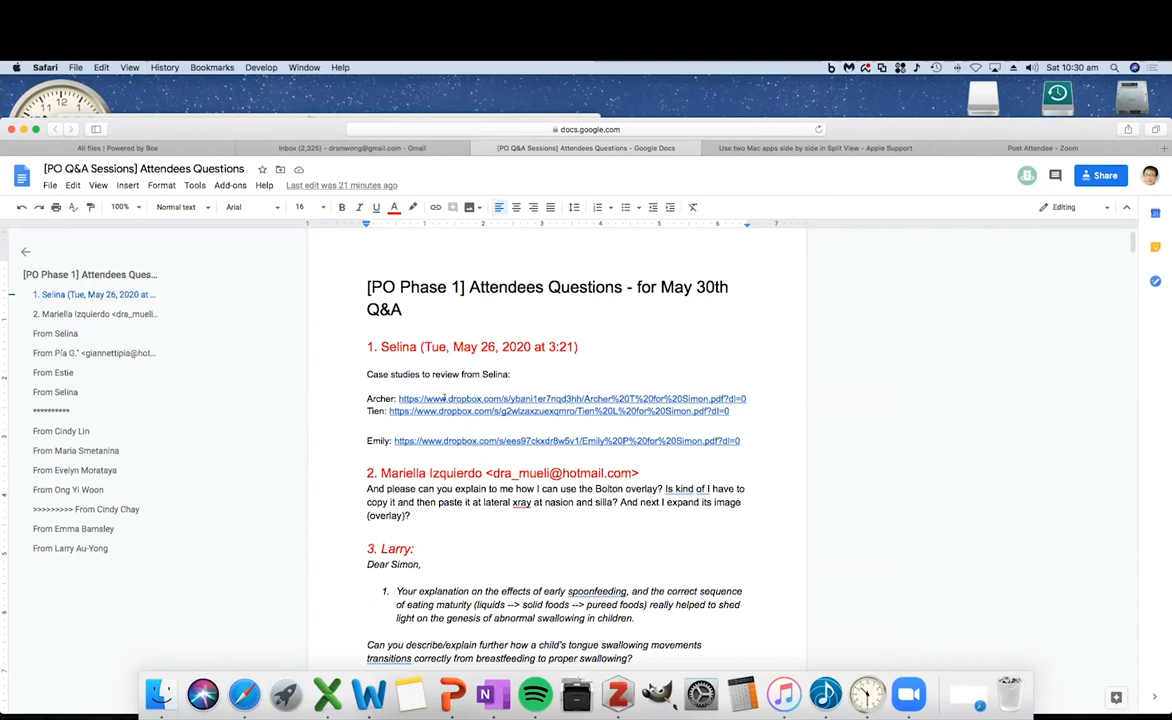 Safari File Edit View History Bookmarks Develop Window Help Sat 10:30 am
docs.google.com
All files | Powered by Box Inbox (2,325) - drsmwong@gmail.com - Gmail [PO Q&A Sessions] Attendees Questions - Google Docs Use two Mac apps side by side in Split View - Apple Support Post Attendee - Zoom
[PO Q&A Sessions] Attendees Questions
File Edit View Insert Format Tools Add-ons Help Last edit was 21 minutes ago
Share
100% Normal text Arial 16 B I U A Editing
1 1 2 3 4 5 6 7
[PO Phase 1] Attendees Ques...
1. Selina (Tue, May 26, 2020 at ...
2. Mariella Izquierdo <dra_mueli...
From Selina
From Pía G." <giannettipia@hot...
From Estie
From Selina
**********
From Cindy Lin
From Maria Smetanina
From Evelyn Morataya
From Ong Yi Woon
>>>>>>>>> From Cindy Chay
From Emma Barnsley
From Larry Au-Yong
[PO Phase 1] Attendees Questions - for May 30th
Q&A
1. Selina (Tue, May 26, 2020 at 3:21)
Case studies to review from Selina:
Archer: https://www.dropbox.com/s/ybani1er7nqd3hh/Archer%20T%20for%20Simon.pdf?dl=0
Tien: https://www.dropbox.com/s/g2wlzaxzuexqmro/Tien%20L%20for%20Simon.pdf?dl=0
Emily: https://www.dropbox.com/s/ees97ckxdr8w5v1/Emily%20P%20for%20Simon.pdf?dl=0
2. Mariella Izquierdo <dra_mueli@hotmail.com>
And please can you explain to me how I can use the Bolton overlay? Is kind of I have to
copy it and then paste it at lateral xray at nasion and silla? And next I expand its image
(overlay)?
3. Larry:
Dear Simon,
1. Your explanation on the effects of early spoonfeeding, and the correct sequence
of eating maturity (liquids --> solid foods --> pureed foods) really helped to shed
light on the genesis of abnormal swallowing in children.
Can you describe/explain further how a child's tongue swallowing movements
transitions correctly from breastfeeding to proper swallowing?